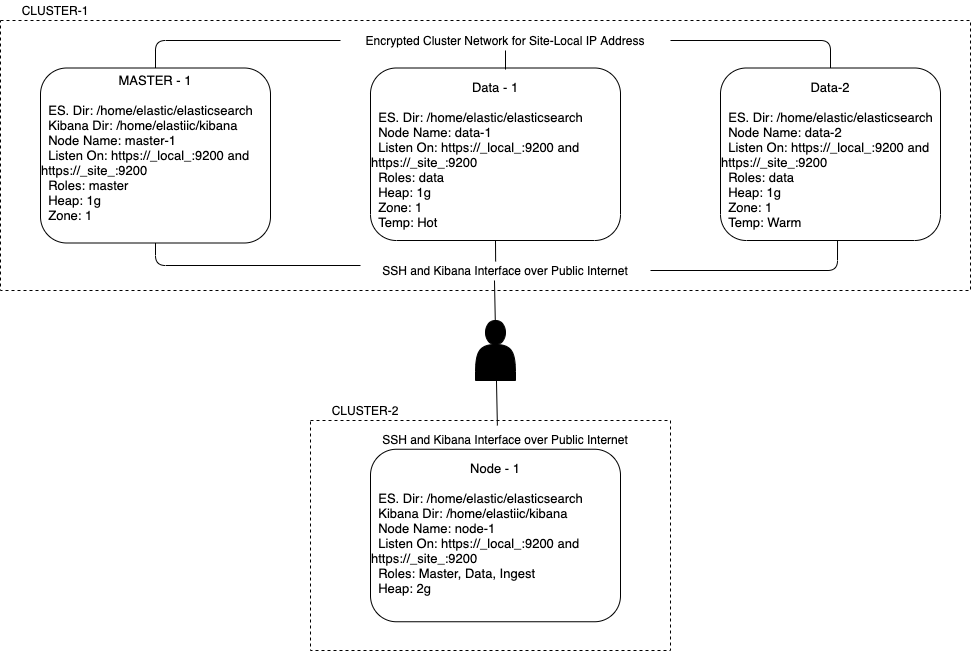 CLUSTER-1
Encrypted Cluster Network for Site-Local IP Address
MASTER - 1
ES. Dir: /home/elastic/elasticsearch
Kibana Dir: /home/elastiic/kibana
Node Name: master-1
Listen On: https://_local_:9200 and
https://_site_:9200
Roles: master
Heap: 1g
Zone: 1
Data - 1
ES. Dir: /home/elastic/elasticsearch
Node Name: data-1
Listen On: https://_local_:9200 and
https://_site_:9200
Roles: data
Heap: 1g
Zone: 1
Temp: Hot
Data-2
ES. Dir: /home/elastic/elasticsearch
Node Name: data-2
Listen On: https://_local_:9200 and
https://_site_:9200
Roles: data
Heap: 1g
Zone: 1
Temp: Warm
SSH and Kibana Interface over Public Internet
CLUSTER-2
SSH and Kibana Interface over Public Internet
Node - 1
ES. Dir: /home/elastic/elasticsearch
Kibana Dir: /home/elastiic/kibana
Node Name: node-1
Listen On: https://_local_:9200 and
https://_site_:9200
Roles: Master, Data, Ingest
Heap: 2g